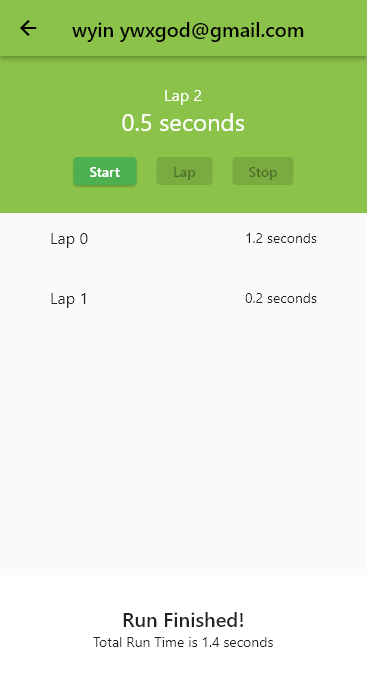 wyin ywxgod@gmail.com
Lap 2
0.5 seconds
Start Lap Stop
Lap 0 1.2 seconds
Lap 1 0.2 seconds
Run Finished!
Total Run Time is 1.4 seconds